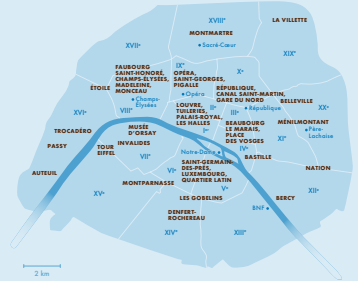 XVIIIᵉ
LA VILLETTE
MONTMARTRE
XVIIᵉ
Sacré-Cœur
XIXᵉ
FAUBOURG
SAINT-HONORÉ,
CHAMPS-ÉLYSÉES,
MADELEINE,
MONCEAU
IXᵉ
OPÉRA,
SAINT-GEORGES,
PIGALLE
Xᵉ
ÉTOILE
RÉPUBLIQUE,
CANAL SAINT-MARTIN,
GARE DU NORD
Opéra
Champs-
Élysées
BELLEVILLE
XVIᵉ
VIIIᵉ
LOUVRE,
TUILERIES,
PALAIS-ROYAL,
LES HALLES
IIᵉ
République
IIIᵉ
XXᵉ
MÉNILMONTANT
TROCADÉRO
MUSÉE
D'ORSAY
Iᵉʳ
BEAUBOURG
LE MARAIS,
PLACE
DES VOSGES
Père-
Lachaise
XIᵉ
PASSY
TOUR
EIFFEL
INVALIDES
VIIᵉ
Notre-Dame
IVᵉ
BASTILLE
AUTEUIL
VIᵉ
SAINT-GERMAIN-
DES-PRÉS,
LUXEMBOURG,
QUARTIER LATIN
NATION
MONTPARNASSE
Vᵉ
XVᵉ
XIIᵉ
LES GOBELINS
BERCY
BNF
DENFERT-
ROCHEREAU
XIVᵉ
XIIIᵉ
2 km